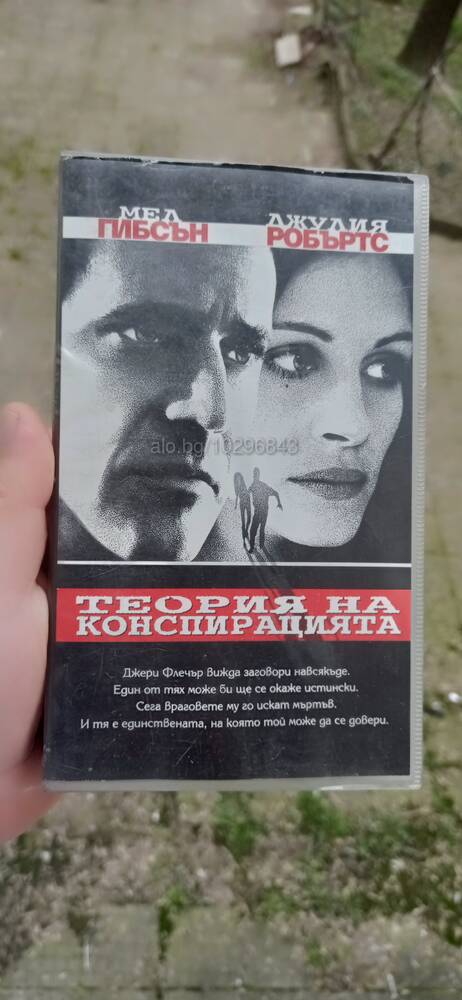 МЕЛ
ГИБСЪН
ДЖУЛИЯ
РОБЪРТС
alo.bg/10296843
ТЕОРИЯ НА
КОНСПИРАЦИЯТА
Джери Флечър вижда заговори навсякъде.
Един от тях може би ще се окаже истински.
Сега враговете му го искат мъртъв.
И тя е единствената, на която той може да се довери.